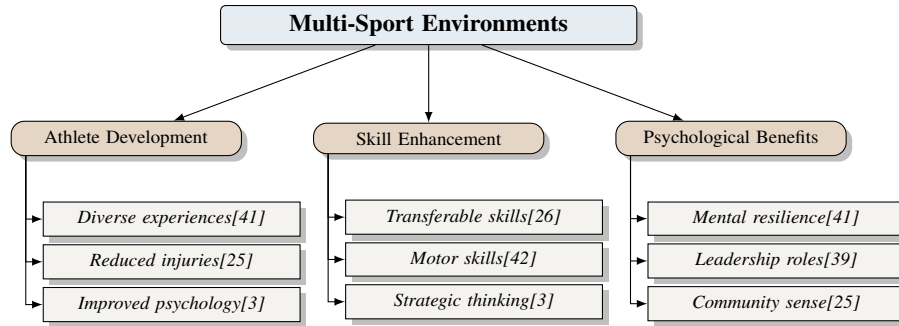 Multi-Sport Environments
Athlete Development
Diverse experiences[41]
Reduced injuries[25]
Improved psychology[3]
Skill Enhancement
Transferable skills[26]
Motor skills[42]
Strategic thinking[3]
Psychological Benefits
Mental resilience[41]
Leadership roles[39]
Community sense[25]